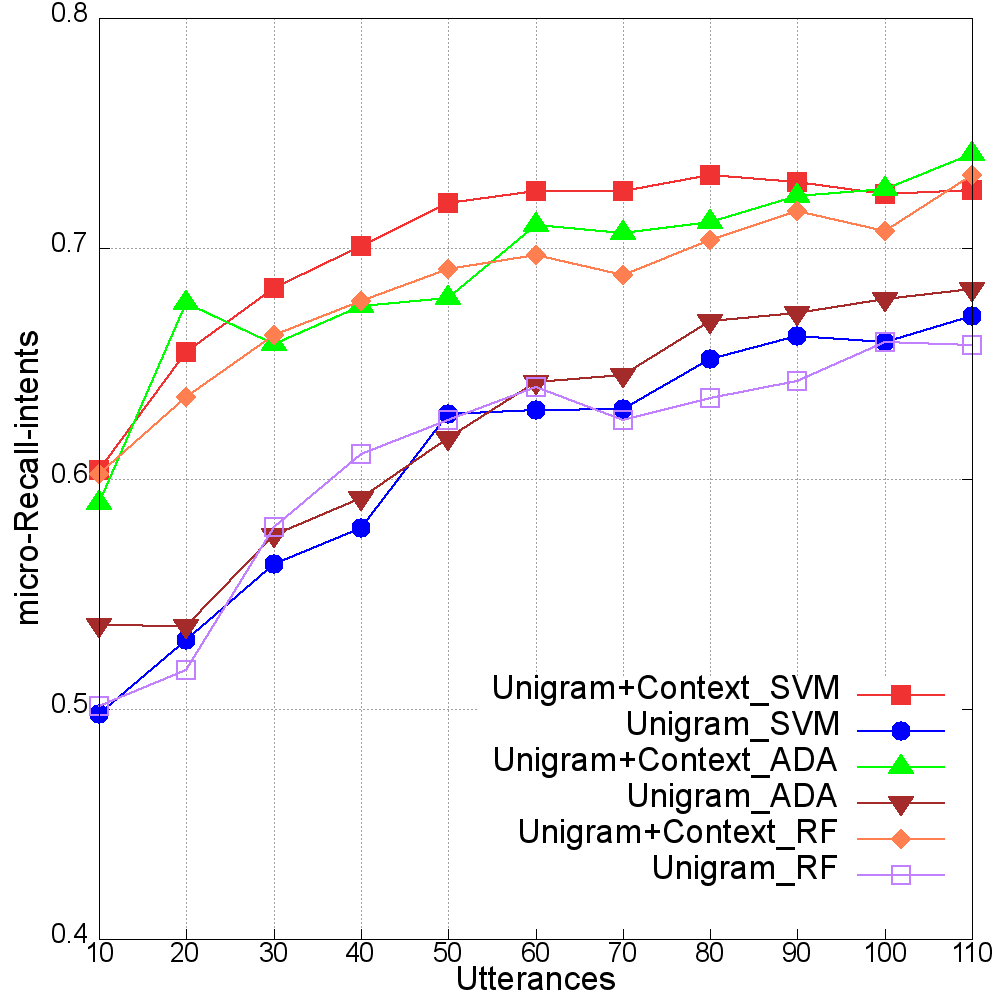 0.8
0.7
0.6
0.5
0.4
micro-Recall-intents
Unigram+Context_SVM
Unigram_SVM
Unigram+Context_ADA
Unigram_ADA
Unigram+Context_RF
Unigram_RF
10 20 30 40 50 60 70 80 90 100 110
Utterances